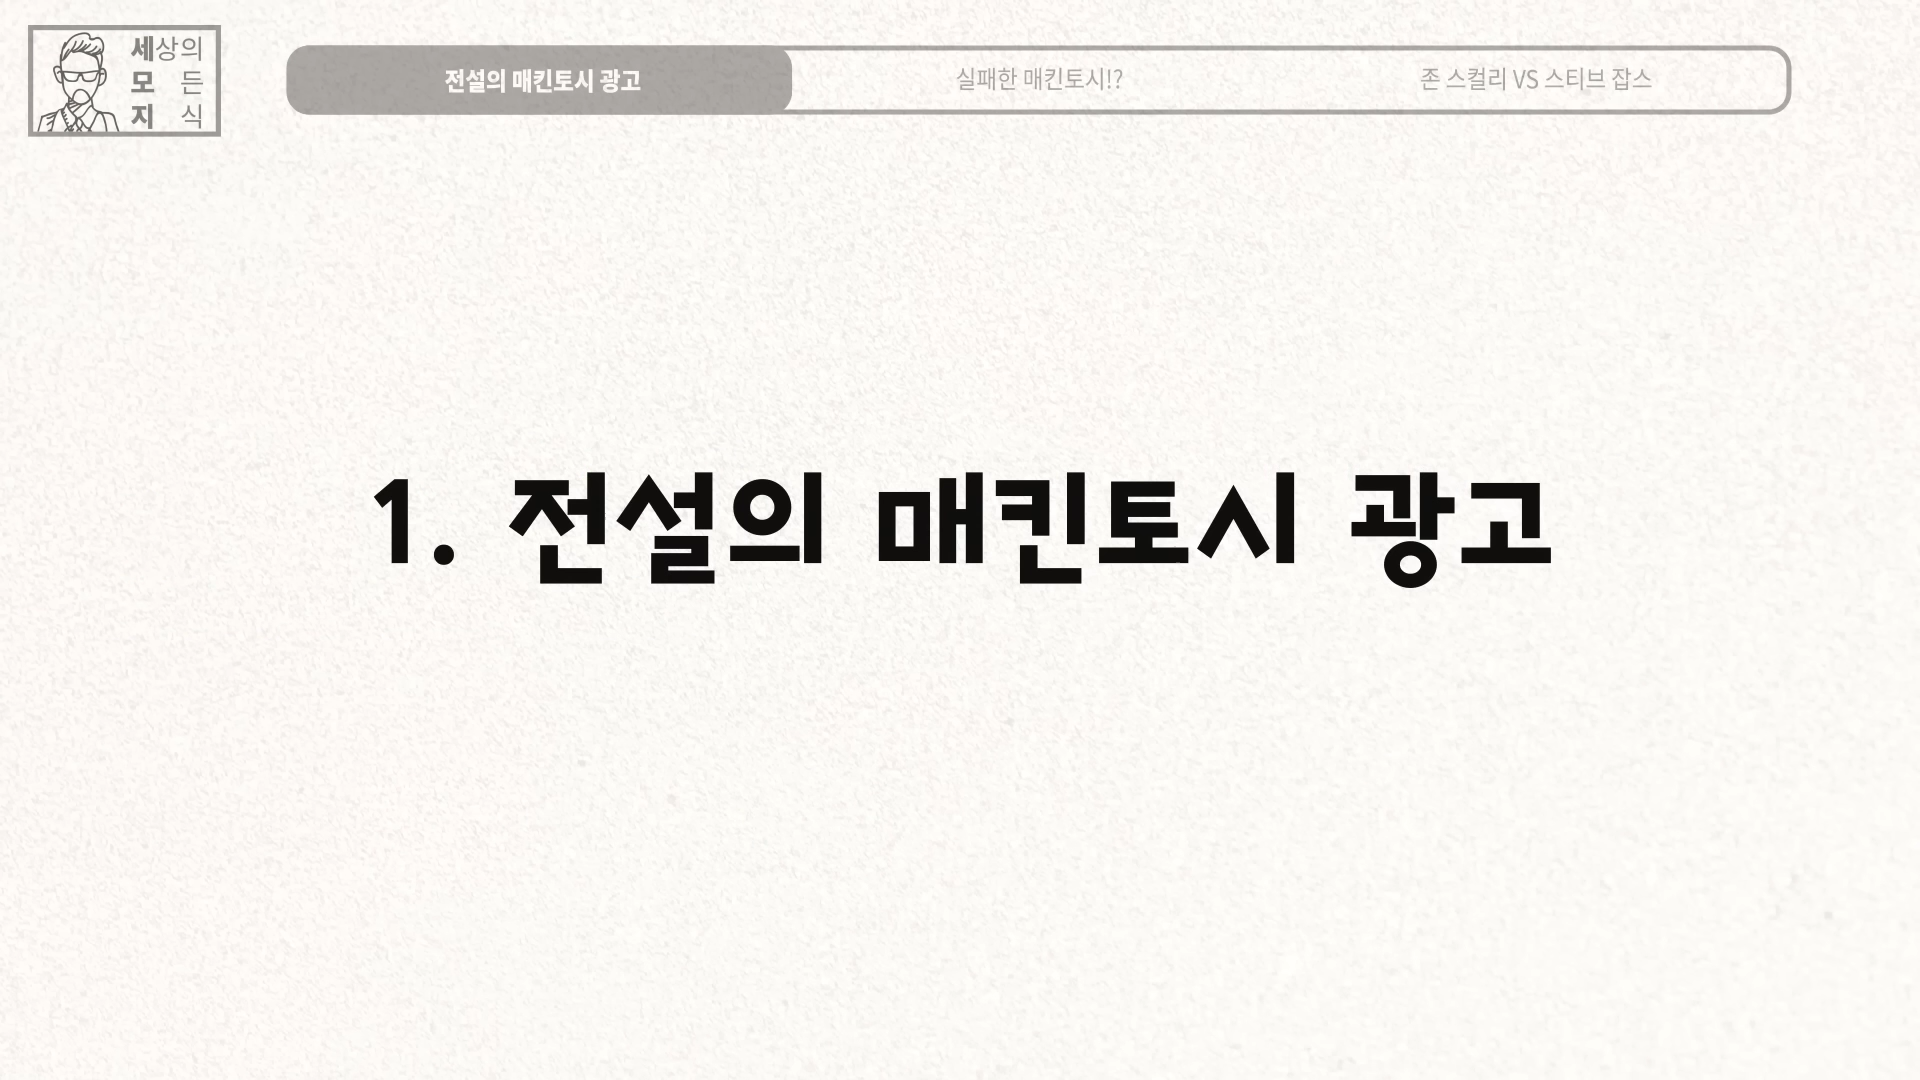 세상의
모든
지식
전설의 매킨토시 광고
실패한 매킨토시!?
존 스컬리 VS 스티브 잡스
1. 전설의 매킨토시 광고